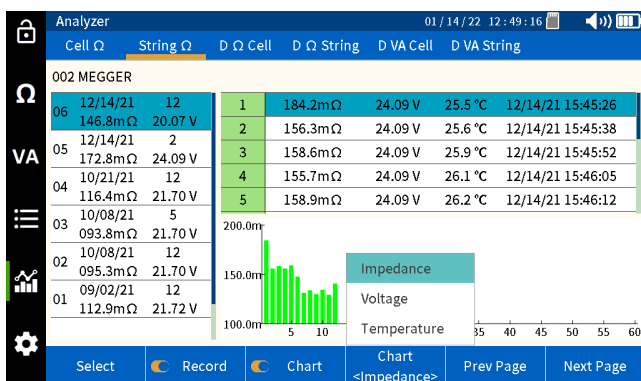 Analyzer 01/14/22 12:49:16
Cell Ω String Ω D Ω Cell D Ω String D VA Cell D VA String
002 MEGGER
Ω
VA
06 12/14/21 12
146.8mΩ 20.07 V
05 12/14/21 2
172.8mΩ 24.09 V
04 10/21/21 12
116.4mΩ 21.70 V
03 10/08/21 5
093.8mΩ 21.70 V
02 10/08/21 12
095.3mΩ 21.70 V
01 09/02/21 12
112.9mΩ 21.72 V
1 184.2mΩ 24.09 V 25.5 ℃ 12/14/21 15:45:26
2 156.3mΩ 24.09 V 25.6 ℃ 12/14/21 15:45:38
3 158.6mΩ 24.09 V 25.9 ℃ 12/14/21 15:45:52
4 155.7mΩ 24.09 V 26.1 ℃ 12/14/21 15:46:05
5 158.9mΩ 24.09 V 26.2 ℃ 12/14/21 15:46:12
200.0m
150.0m
100.0m
5 10 35 40 45 50 55 60
Impedance
Voltage
Temperature
Select Record Chart Chart Prev Page Next Page
<Impedance>